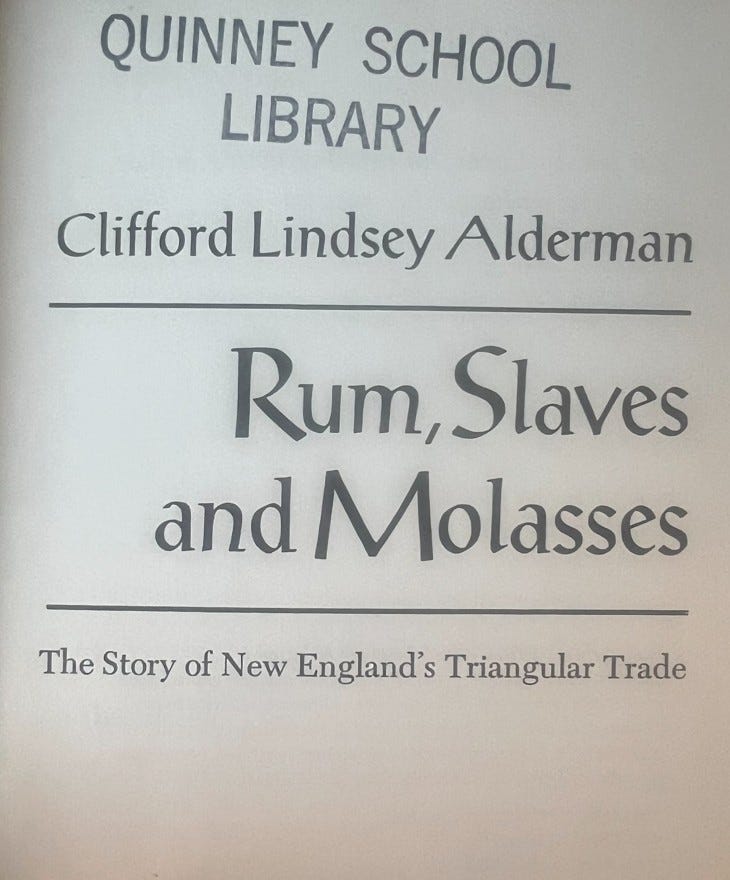 QUINNEY SCHOOL
LIBRARY
Clifford Lindsey Alderman
Rum, Slaves
and Molasses
The Story of New England's Triangular Trade